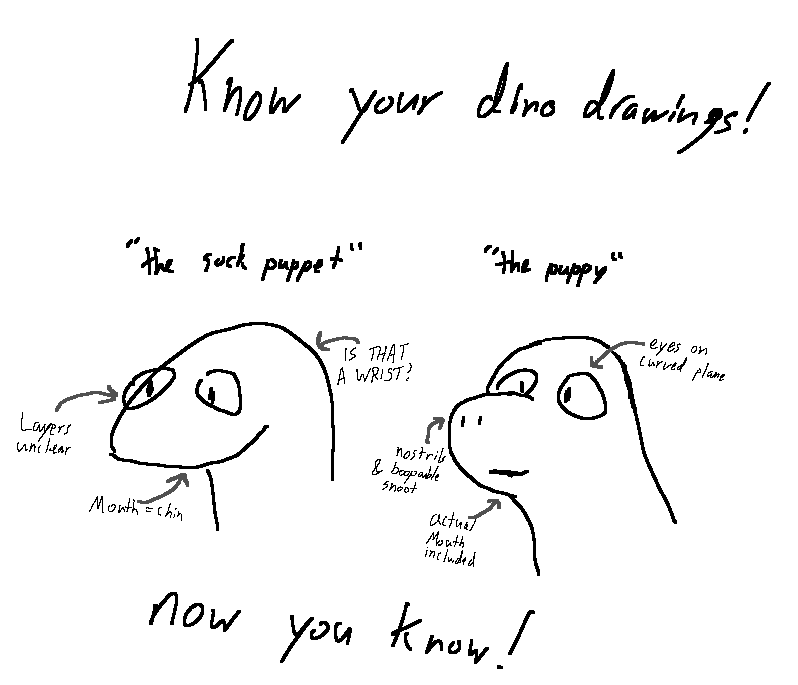 Know your dino drawings!
"the sock puppet"
"the puppy"
IS THAT
A WRIST?
Layers
unclear
Mouth = chin
eyes on
curved plane
nostrils
& boopable
snoot
actual
Mouth
included
now you know!